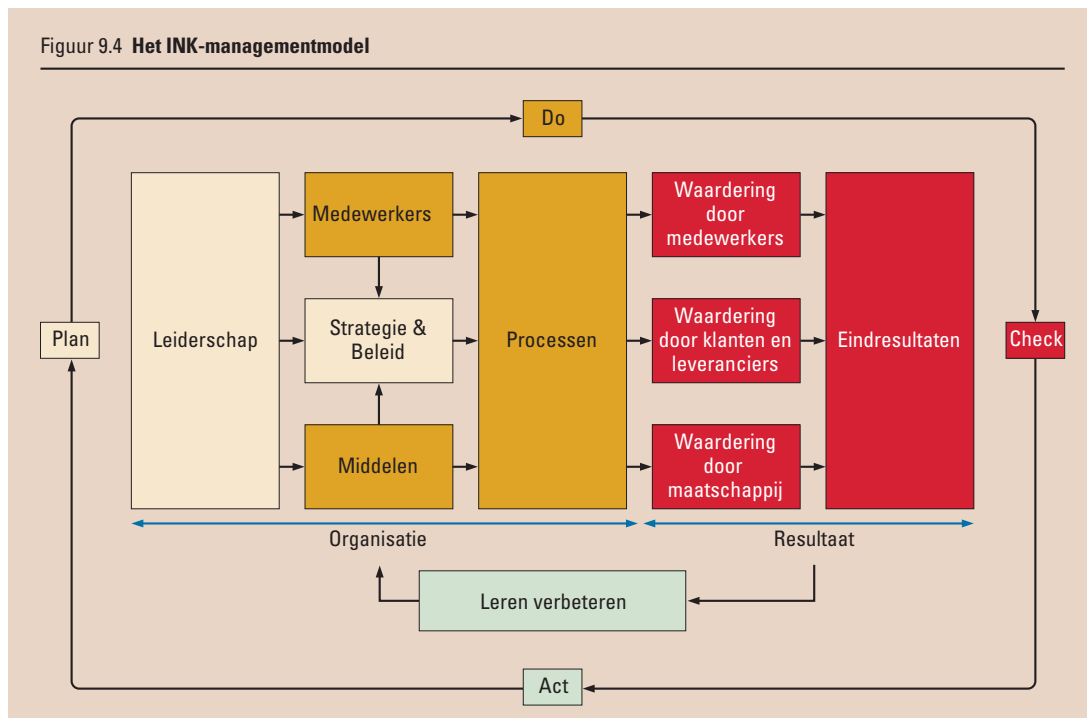 Figuur 9.4 Het INK-managementmodel
Do
Plan
Leiderschap
Medewerkers
Strategie &
Beleid
Middelen
Processen
Waardering
door
medewerkers
Waardering
door klanten en
leveranciers
Waardering
door
maatschappij
Eindresultaten
Check
Organisatie
Resultaat
Leren verbeteren
Act